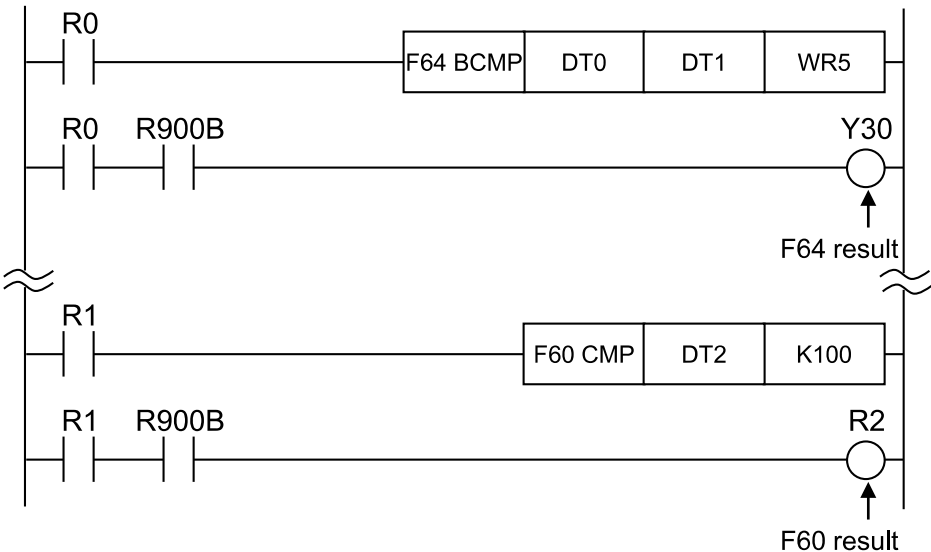 R0
F64 BCMP DT0 DT1 WR5
R0 R900B Y30
F64 result
R1
F60 CMP DT2 K100
R1 R900B R2
F60 result